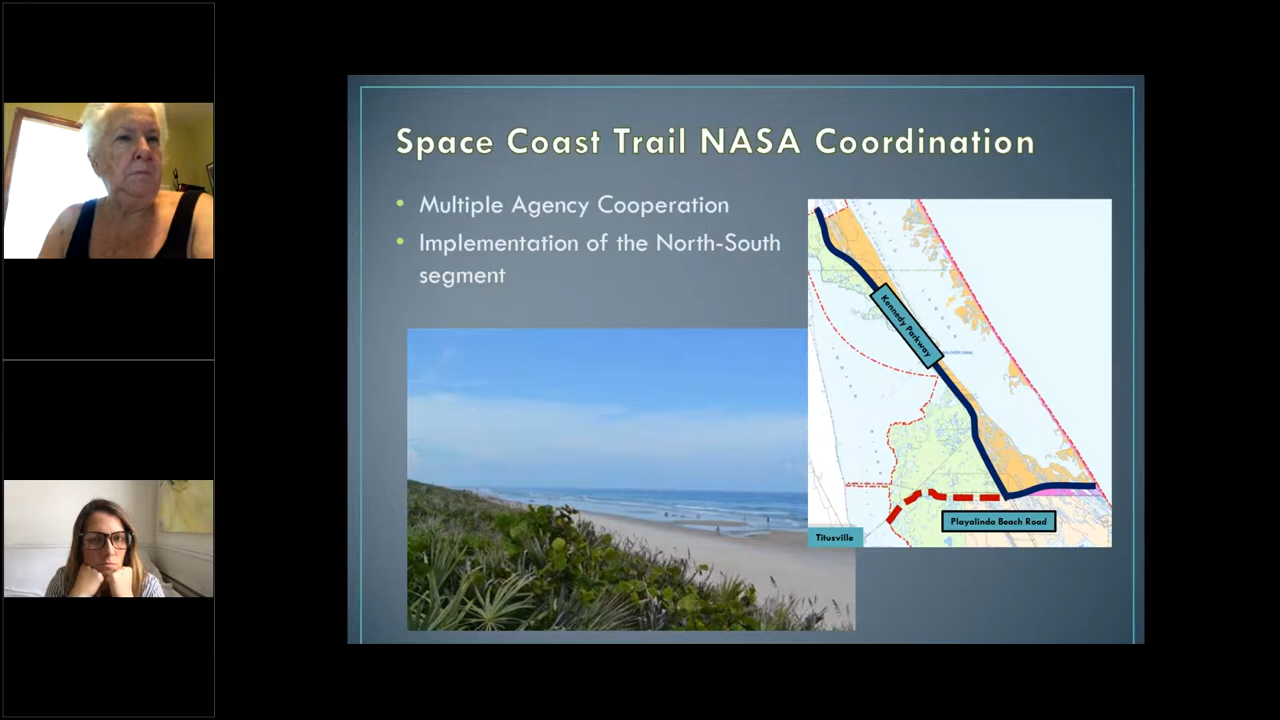 Space Coast Trail NASA Coordination
• Multiple Agency Cooperation
• Implementation of the North-South
segment
Kennedy Parkway
Playalinda Beach Road
Titusville